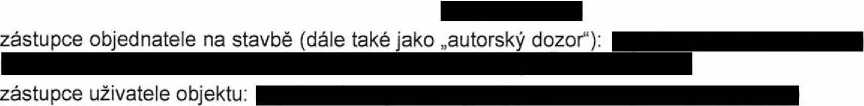 zástupce objednatele na stavbě (dále také jako „autorský dozor“):
zástupce uživatele objektu: